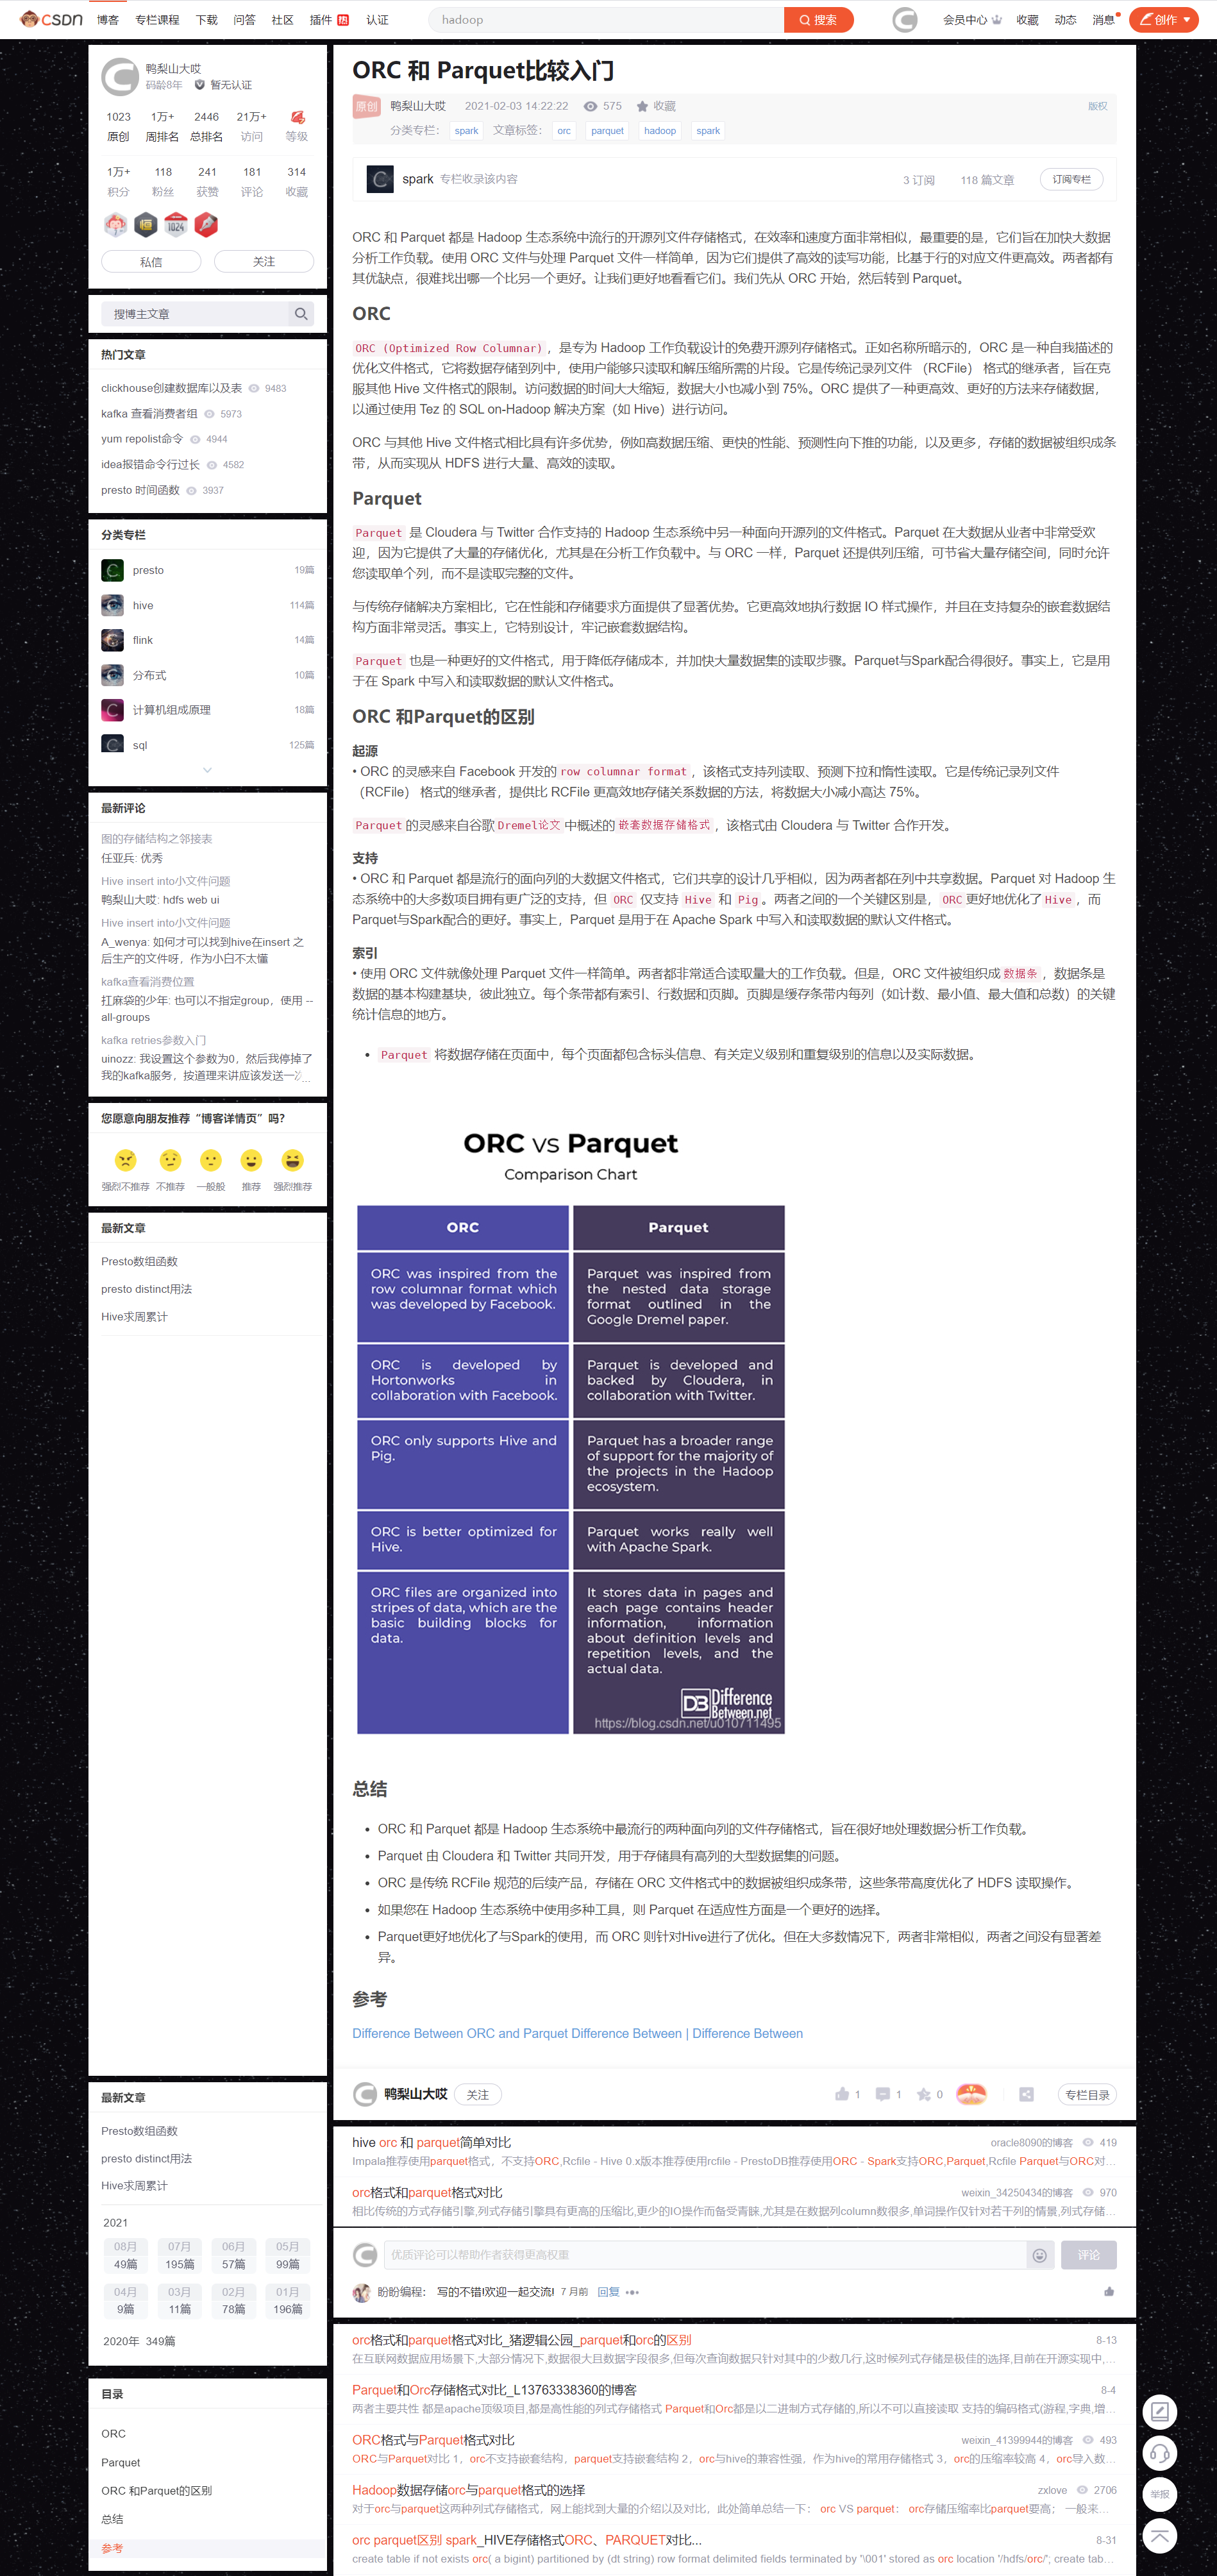 CSDN 博客 专栏课程 下载 问答 社区 插件 热 认证 hadoop 搜索 会员中心 收藏 动态 消息 创作
鸭梨山大哎
码龄8年 暂无认证
1023 1万+ 2446 21万+
原创 周排名 总排名 访问 等级
1万+ 118 241 181 314
积分 粉丝 获赞 评论 收藏
1024
私信 关注
搜博主文章
热门文章
clickhouse创建数据库以及表 9483
kafka 查看消费者组 5973
yum repolist命令 4944
idea报错命令行过长 4582
presto 时间函数 3937
分类专栏
presto 19篇
hive 114篇
flink 14篇
分布式 10篇
计算机组成原理 18篇
sql 125篇
最新评论
图的存储结构之邻接表
任亚兵: 优秀
Hive insert into小文件问题
鸭梨山大哎: hdfs web ui
Hive insert into小文件问题
A_wenya: 如何才可以找到hive在insert 之
后生产的文件呀，作为小白不太懂
kafka查看消费位置
扛麻袋的少年: 也可以不指定group，使用 --
all-groups
kafka retries参数入门
uinozz: 我设置这个参数为0，然后我停掉了
我的kafka服务，按道理来讲应该发送一次...
您愿意向朋友推荐“博客详情页”吗？
强烈不推荐 不推荐 一般般 推荐 强烈推荐
最新文章
Presto数组函数
presto distinct用法
Hive求周累计
最新文章
Presto数组函数
presto distinct用法
Hive求周累计
2021
08月 07月 06月 05月
49篇 195篇 57篇 99篇
04月 03月 02月 01月
9篇 11篇 78篇 196篇
2020年 349篇
目录
ORC
Parquet
ORC 和Parquet的区别
总结
参考
ORC 和 Parquet比较入门
原创 鸭梨山大哎 2021-02-03 14:22:22 575 收藏 版权
分类专栏： spark 文章标签： orc parquet hadoop spark
spark 专栏收录该内容 3 订阅 118 篇文章 订阅专栏
ORC 和 Parquet 都是 Hadoop 生态系统中流行的开源列文件存储格式，在效率和速度方面非常相似，最重要的是，它们旨在加快大数据
分析工作负载。使用 ORC 文件与处理 Parquet 文件一样简单，因为它们提供了高效的读写功能，比基于行的对应文件更高效。两者都有
其优缺点，很难找出哪一个比另一个更好。让我们更好地看看它们。我们先从 ORC 开始，然后转到 Parquet。
ORC
ORC (Optimized Row Columnar)，是专为 Hadoop 工作负载设计的免费开源列存储格式。正如名称所暗示的，ORC 是一种自我描述的
优化文件格式，它将数据存储到列中，使用户能够只读取和解压缩所需的片段。它是传统记录列文件 （RCFile） 格式的继承者，旨在克
服其他 Hive 文件格式的限制。访问数据的时间大大缩短，数据大小也减小到 75%。ORC 提供了一种更高效、更好的方法来存储数据，
以通过使用 Tez 的 SQL on-Hadoop 解决方案（如 Hive）进行访问。
ORC 与其他 Hive 文件格式相比具有许多优势，例如高数据压缩、更快的性能、预测性向下推的功能，以及更多，存储的数据被组织成条
带，从而实现从 HDFS 进行大量、高效的读取。
Parquet
Parquet 是 Cloudera 与 Twitter 合作支持的 Hadoop 生态系统中另一种面向开源列的文件格式。Parquet 在大数据从业者中非常受欢
迎，因为它提供了大量的存储优化，尤其是在分析工作负载中。与 ORC 一样，Parquet 还提供列压缩，可节省大量存储空间，同时允许
您读取单个列，而不是读取完整的文件。
与传统存储解决方案相比，它在性能和存储要求方面提供了显著优势。它更高效地执行数据 IO 样式操作，并且在支持复杂的嵌套数据结
构方面非常灵活。事实上，它特别设计，牢记嵌套数据结构。
Parquet 也是一种更好的文件格式，用于降低存储成本，并加快大量数据集的读取步骤。Parquet与Spark配合得很好。事实上，它是用
于在 Spark 中写入和读取数据的默认文件格式。
ORC 和Parquet的区别
起源
• ORC 的灵感来自 Facebook 开发的 row columnar format，该格式支持列读取、预测下拉和惰性读取。它是传统记录列文件
（RCFile） 格式的继承者，提供比 RCFile 更高效地存储关系数据的方法，将数据大小减小高达 75%。
Parquet 的灵感来自谷歌 Dremel论文 中概述的 嵌套数据存储格式，该格式由 Cloudera 与 Twitter 合作开发。
支持
• ORC 和 Parquet 都是流行的面向列的大数据文件格式，它们共享的设计几乎相似，因为两者都在列中共享数据。Parquet 对 Hadoop 生
态系统中的大多数项目拥有更广泛的支持，但 ORC 仅支持 Hive 和 Pig。两者之间的一个关键区别是，ORC 更好地优化了 Hive，而
Parquet与Spark配合的更好。事实上，Parquet 是用于在 Apache Spark 中写入和读取数据的默认文件格式。
索引
• 使用 ORC 文件就像处理 Parquet 文件一样简单。两者都非常适合读取量大的工作负载。但是，ORC 文件被组织成 数据条，数据条是
数据的基本构建基块，彼此独立。每个条带都有索引、行数据和页脚。页脚是缓存条带内每列（如计数、最小值、最大值和总数）的关键
统计信息的地方。
• Parquet 将数据存储在页面中，每个页面都包含标头信息、有关定义级别和重复级别的信息以及实际数据。
ORC vs Parquet
Comparison Chart
ORC Parquet
ORC was inspired from the
row columnar format which
was developed by Facebook.
Parquet was inspired from
the nested data storage
format outlined in the
Google Dremel paper.
ORC is developed by
Hortonworks in
collaboration with Facebook.
Parquet is developed and
backed by Cloudera, in
collaboration with Twitter.
ORC only supports Hive and
Pig.
Parquet has a broader range
of support for the majority of
the projects in the Hadoop
ecosystem.
ORC is better optimized for
Hive.
Parquet works really well
with Apache Spark.
ORC files are organized into
stripes of data, which are the
basic building blocks for
data.
It stores data in pages and
each page contains header
information, information
about definition levels and
repetition levels, and the
actual data.
DB Difference
Between.net
https://blog.csdn.net/u010711495
总结
• ORC 和 Parquet 都是 Hadoop 生态系统中最流行的两种面向列的文件存储格式，旨在很好地处理数据分析工作负载。
• Parquet 由 Cloudera 和 Twitter 共同开发，用于存储具有高列的大型数据集的问题。
• ORC 是传统 RCFile 规范的后续产品，存储在 ORC 文件格式中的数据被组织成条带，这些条带高度优化了 HDFS 读取操作。
• 如果您在 Hadoop 生态系统中使用多种工具，则 Parquet 在适应性方面是一个更好的选择。
• Parquet更好地优化了与Spark的使用，而 ORC 则针对Hive进行了优化。但在大多数情况下，两者非常相似，两者之间没有显著差
异。
参考
Difference Between ORC and Parquet Difference Between | Difference Between
鸭梨山大哎 关注 1 1 0 专栏目录
hive orc 和 parquet简单对比 oracle8090的博客 419
Impala推荐使用parquet格式，不支持ORC,Rcfile - Hive 0.x版本推荐使用rcfile - PrestoDB推荐使用ORC - Spark支持ORC,Parquet,Rcfile Parquet与ORC对...
orc格式和parquet格式对比 weixin_34250434的博客 970
相比传统的方式存储引擎,列式存储引擎具有更高的压缩比,更少的IO操作而备受青睐,尤其是在数据列column数很多,单词操作仅针对若干列的情景,列式存储...
优质评论可以帮助作者获得更高权重 评论
盼盼编程： 写的不错!欢迎一起交流! 7 月前 回复
orc格式和parquet格式对比_猪逻辑公园_parquet和orc的区别 8-13
在互联网数据应用场景下,大部分情况下,数据很大且数据字段很多,但每次查询数据只针对其中的少数几行,这时候列式存储是极佳的选择,目前在开源实现中,...
Parquet和Orc存储格式对比_L13763338360的博客 8-4
两者主要共性 都是apache顶级项目,都是高性能的列式存储格式 Parquet和Orc都是以二进制方式存储的,所以不可以直接读取 支持的编码格式(游程,字典,增...
ORC格式与Parquet格式对比 weixin_41399944的博客 493
ORC与Parquet对比 1，orc不支持嵌套结构，parquet支持嵌套结构 2，orc与hive的兼容性强，作为hive的常用存储格式 3，orc的压缩率较高 4，orc导入数...
Hadoop数据存储orc与parquet格式的选择 zxlove 2706
对于orc与parquet这两种列式存储格式，网上能找到大量的介绍以及对比，此处简单总结一下： orc VS parquet： orc存储压缩率比parquet要高； 一般来...
orc parquet区别 spark_HIVE存储格式ORC、PARQUET对比... 8-31
create table if not exists orc( a bigint) partitioned by (dt string) row format delimited fields terminated by '\001' stored as orc location '/hdfs/orc/'; create tab...
举报